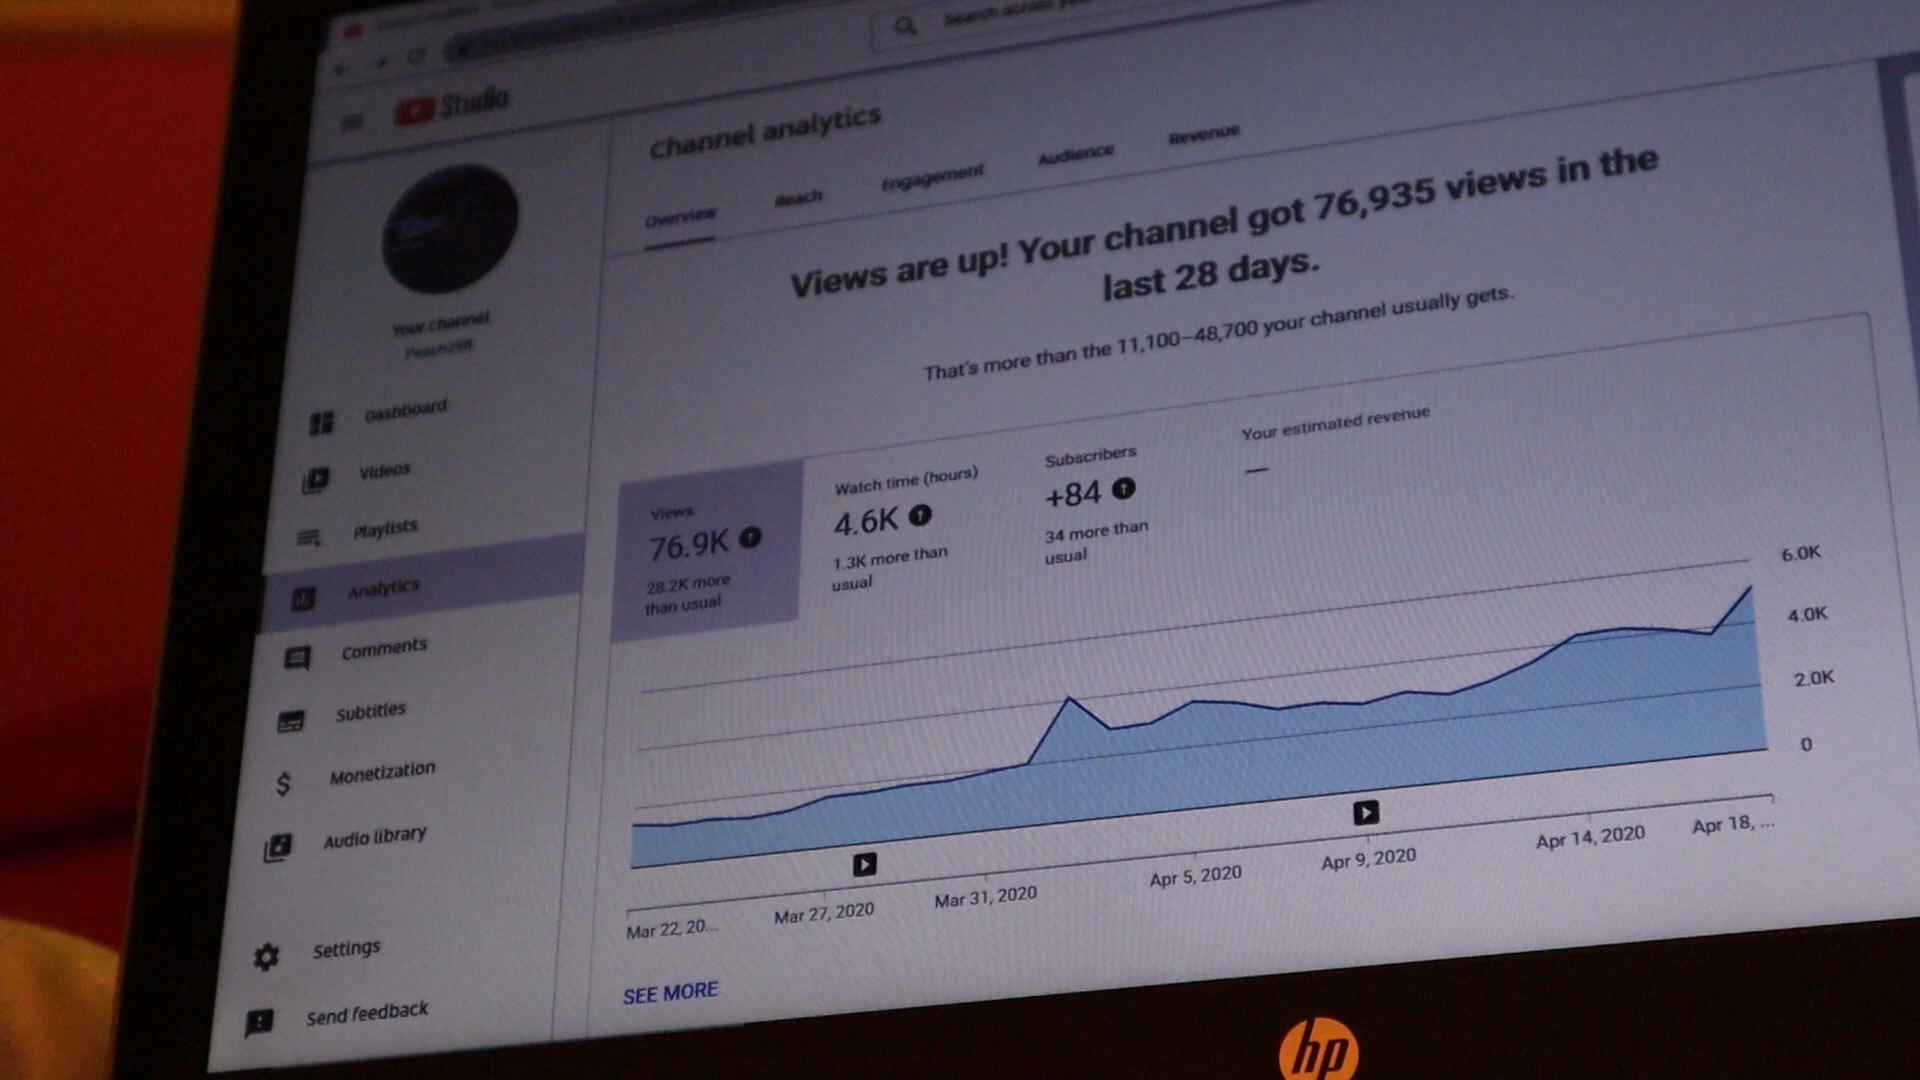 Studio
Channel analytics
Overview
Reach
Engagement
Audience
Revenue
Your channel
Peach288
Dashboard
Videos
Playlists
Analytics
Comments
Subtitles
Monetization
Audio library
Settings
Send feedback
Views are up! Your channel got 76,935 views in the
last 28 days.
That's more than the 11,100–48,700 your channel usually gets.
Views
76.9K
28.2K more
than usual
Watch time (hours)
4.6K
1.3K more than
usual
Subscribers
+84
34 more than
usual
Your estimated revenue
—
6.0K
4.0K
2.0K
0
Mar 22, 20...
Mar 27, 2020
Mar 31, 2020
Apr 5, 2020
Apr 9, 2020
Apr 14, 2020
Apr 18, ...
SEE MORE
hp